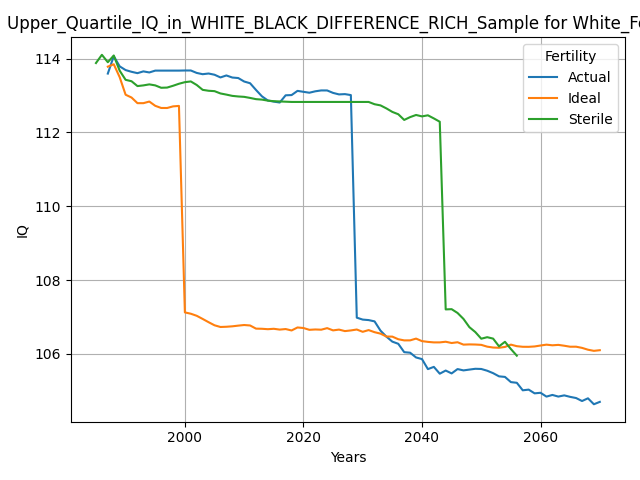 Upper_Quartile_IQ_in_WHITE_BLACK_DIFFERENCE_RICH_Sample for White_Fe
Fertility
Actual
Ideal
Sterile
114
112
110
108
106
IQ
2000
2020
2040
2060
Years